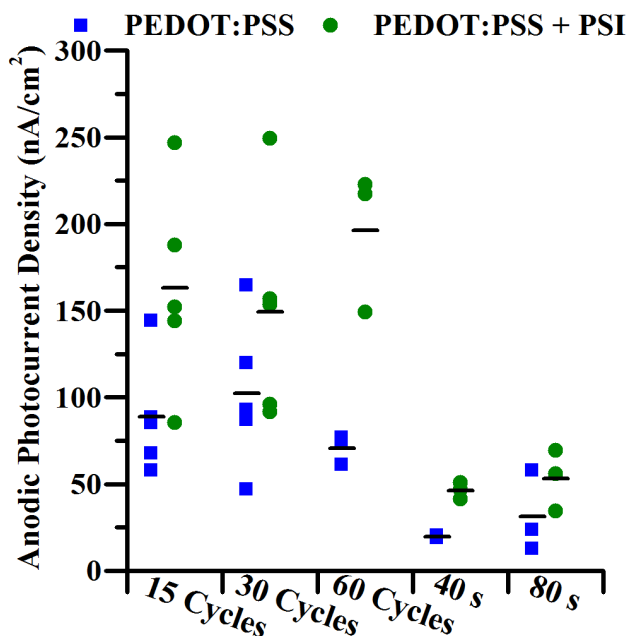 PEDOT:PSS PEDOT:PSS + PSI
Anodic Photocurrent Density (nA/cm²)
300
250
200
150
100
50
0
15 Cycles
30 Cycles
60 Cycles
40 s
80 s